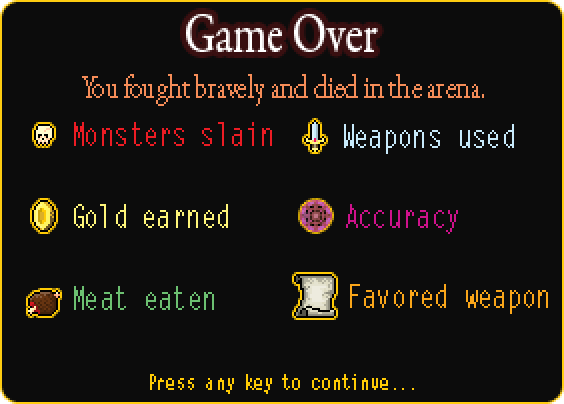 Game Over
You fought bravely and died in the arena.
Monsters slain
Weapons used
Gold earned
Accuracy
Meat eaten
Favored weapon
Press any key to continue...